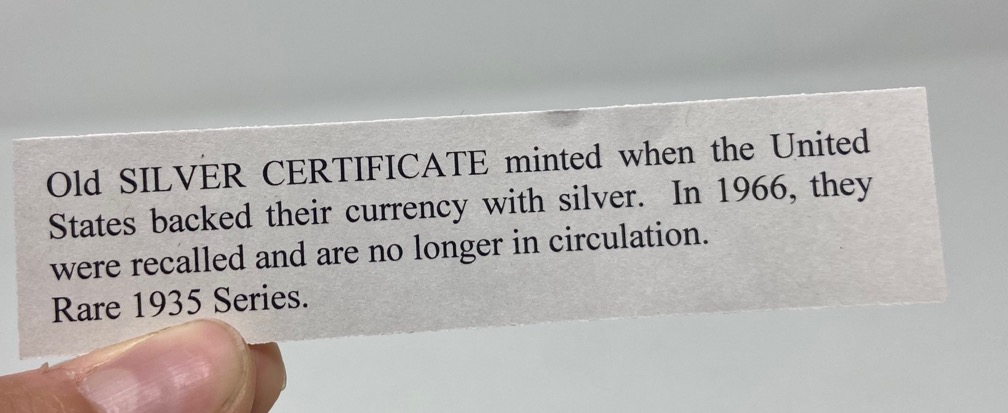 Old SILVER CERTIFICATE minted when the United
States backed their currency with silver. In 1966, they
were recalled and are no longer in circulation.
Rare 1935 Series.